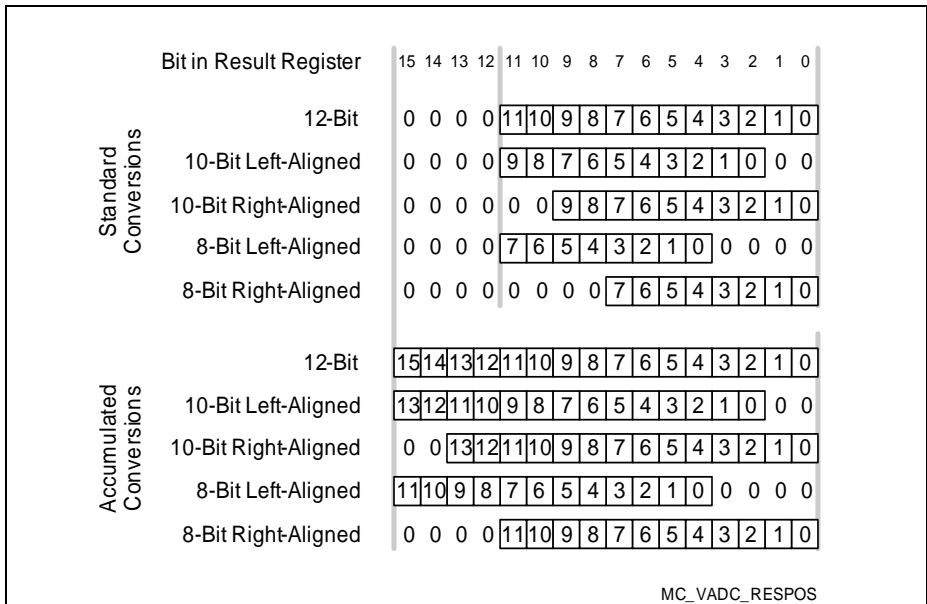 Bit in Result Register 15 14 13 12 11 10 9 8 7 6 5 4 3 2 1 0
Standard Conversions
12-Bit 0 0 0 0 11 10 9 8 7 6 5 4 3 2 1 0
10-Bit Left-Aligned 0 0 0 0 9 8 7 6 5 4 3 2 1 0 0 0
10-Bit Right-Aligned 0 0 0 0 0 0 9 8 7 6 5 4 3 2 1 0
8-Bit Left-Aligned 0 0 0 0 7 6 5 4 3 2 1 0 0 0 0 0
8-Bit Right-Aligned 0 0 0 0 0 0 0 0 7 6 5 4 3 2 1 0
Accumulated Conversions
12-Bit 15 14 13 12 11 10 9 8 7 6 5 4 3 2 1 0
10-Bit Left-Aligned 13 12 11 10 9 8 7 6 5 4 3 2 1 0 0 0
10-Bit Right-Aligned 0 0 13 12 11 10 9 8 7 6 5 4 3 2 1 0
8-Bit Left-Aligned 11 10 9 8 7 6 5 4 3 2 1 0 0 0 0 0
8-Bit Right-Aligned 0 0 0 0 11 10 9 8 7 6 5 4 3 2 1 0
MC_VADC_RESPOS